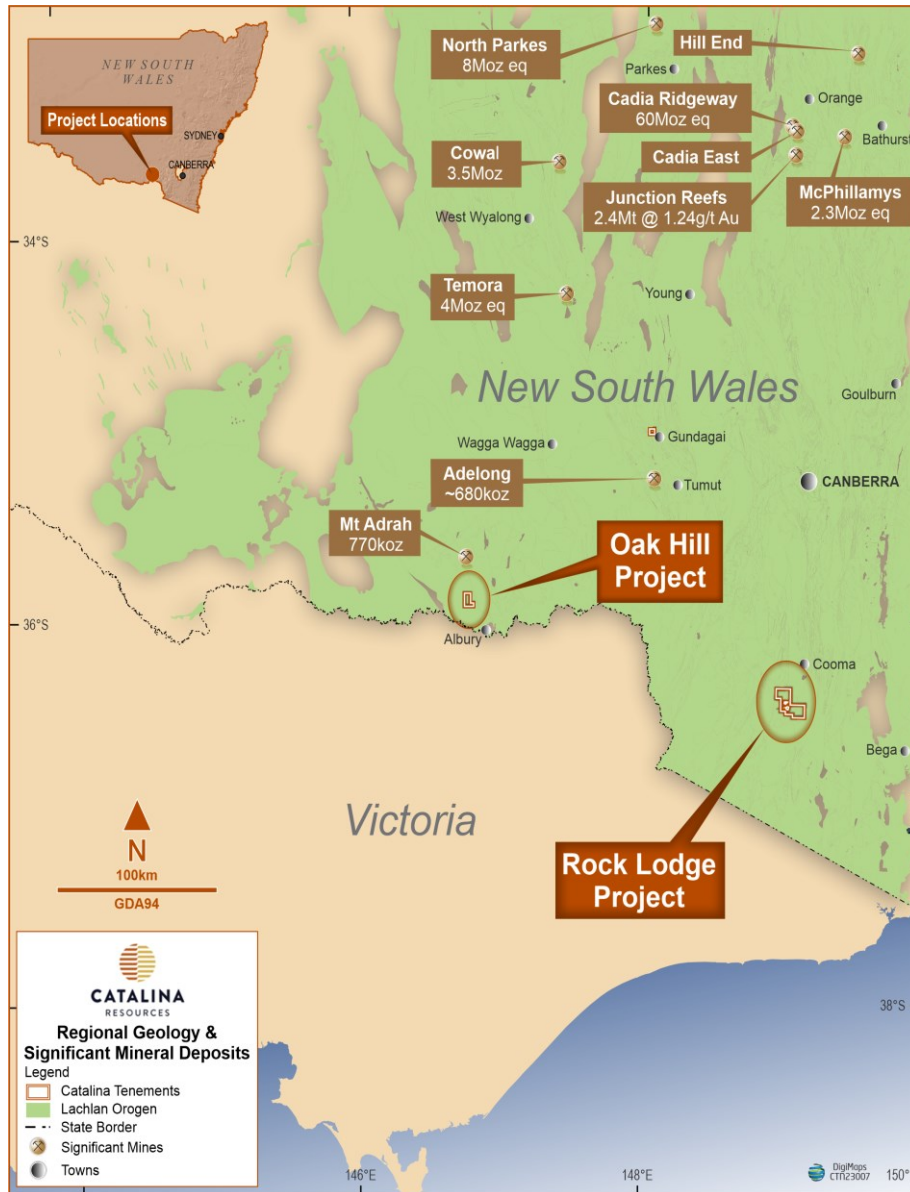 NEW SOUTH
WALES
Project Locations
SYDNEY
CANBERRA
North Parkes
8Moz eq
Parkes
Hill End
Cadia Ridgeway
60Moz eq
Orange
Bathurst
Cowal
3.5Moz
Cadia East
Junction Reefs
2.4Mt @ 1.24g/t Au
McPhillamys
2.3Moz eq
West Wyalong
34°S
Temora
4Moz eq
Young
New South Wales
Goulburn
Wagga Wagga
Gundagai
Adelong
~680koz
Tumut
CANBERRA
Mt Adrah
770koz
Oak Hill
Project
36°S
Albury
Cooma
Bega
Victoria
N
100km
GDA94
Rock Lodge
Project
CATALINA
RESOURCES
Regional Geology &
Significant Mineral Deposits
Legend
Catalina Tenements
Lachlan Orogen
State Border
Significant Mines
Towns
38°S
146°E
148°E
150°
DigiMaps
CTN23007